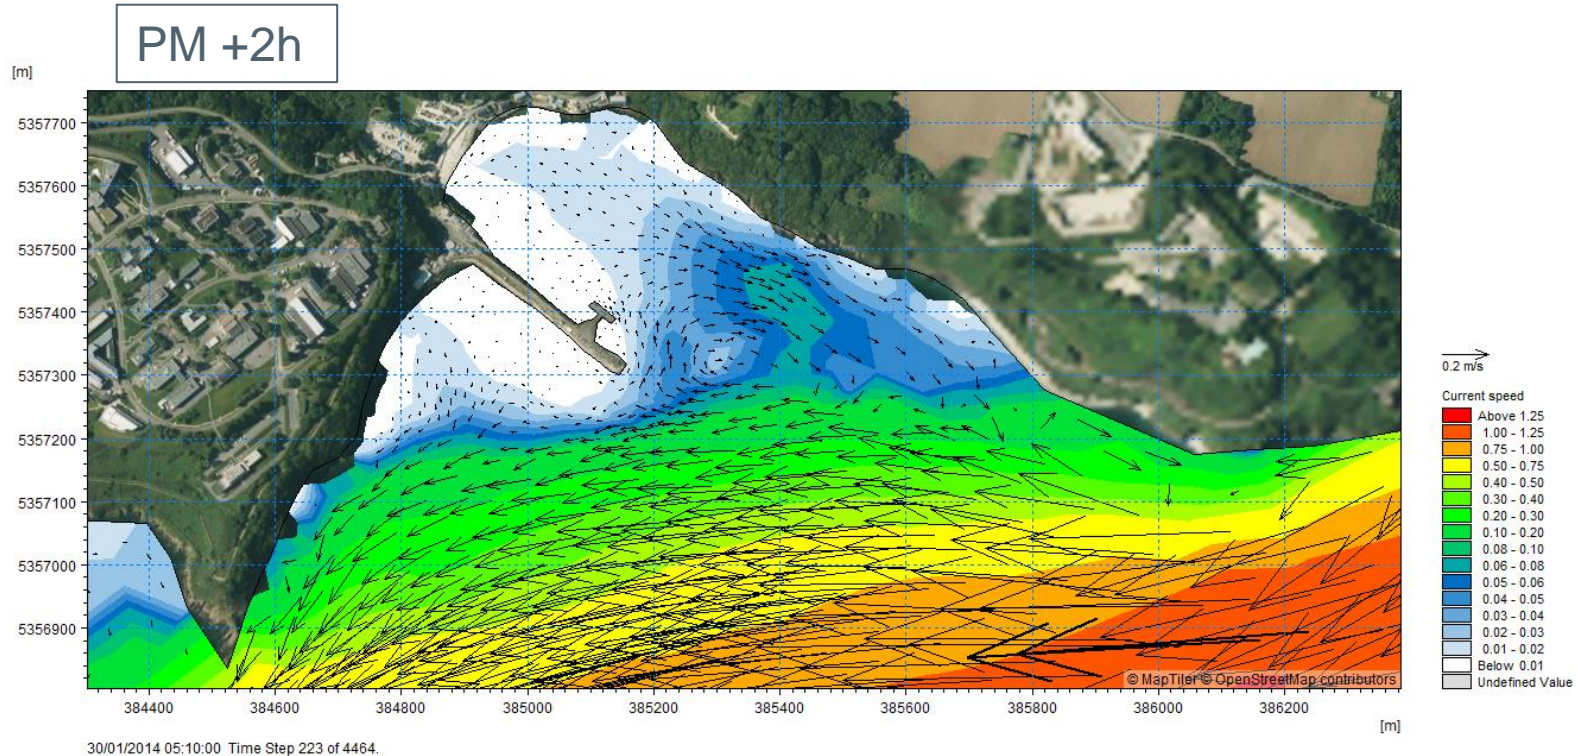 PM +2h
[m]
5357700
5357600
5357500
5357400
5357300
5357200
5357100
5357000
5356900
384400 384600 384800 385000 385200 385400 385600 385800 386000 386200
[m]
© MapTiler © OpenStreetMap contributors
0.2 m/s
Current speed
Above 1.25
1.00 - 1.25
0.75 - 1.00
0.50 - 0.75
0.40 - 0.50
0.30 - 0.40
0.20 - 0.30
0.10 - 0.20
0.08 - 0.10
0.06 - 0.08
0.05 - 0.06
0.04 - 0.05
0.03 - 0.04
0.02 - 0.03
0.01 - 0.02
Below 0.01
Undefined Value
30/01/2014 05:10:00 Time Step 223 of 4464.